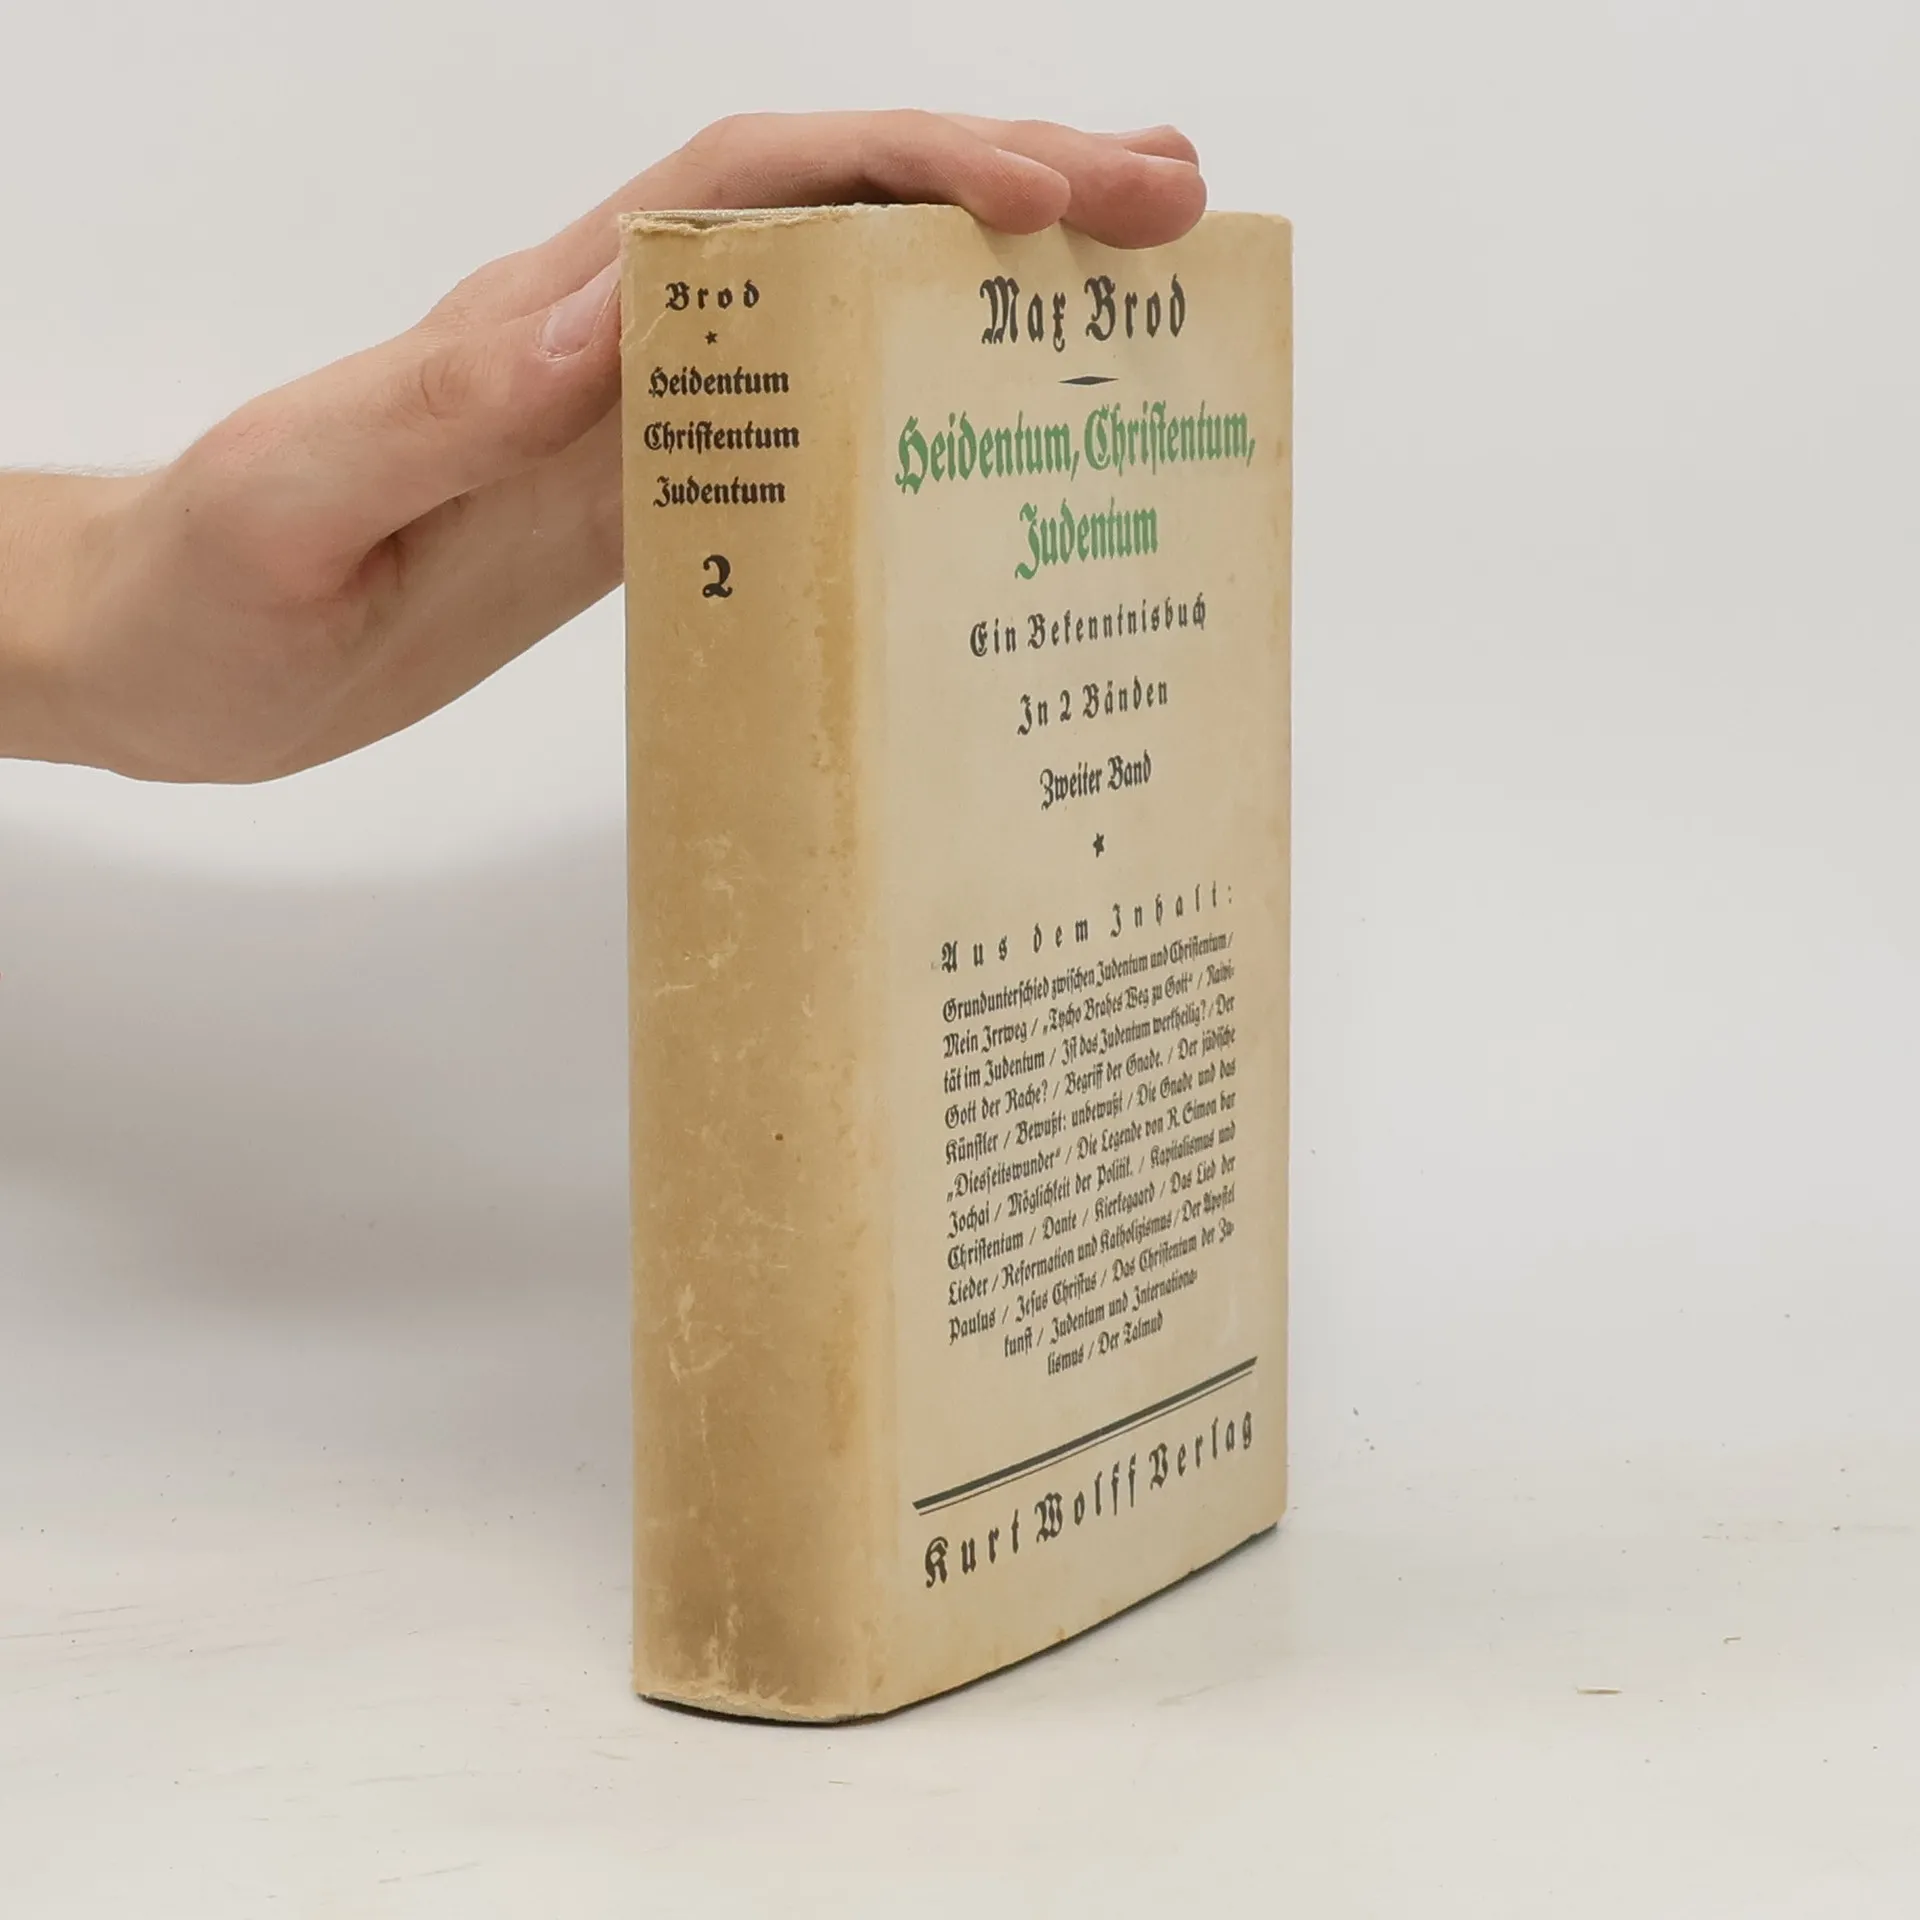 Brod
Heidentum
Christentum
Judentum
2
Max Brod
Heidentum, Christentum,
Judentum
Ein Bekenntnisbuch
In 2 Bänden
Zweiter Band
Aus dem Inhalt:
Grundunterschied zwischen Judentum und Christentum /
Mein Irrweg / „Tycho Brahes Weg zu Gott“ / Naivi-
tät im Judentum / Ist das Judentum werkheilig? / Der
Gott der Rache? / Begriff der Gnade. / Der jüdische
Künstler / Bewußt: unbewußt / Die Gnade und das
„Diesseitswunder“ / Die Legende von R. Simon bar
Jochai / Möglichkeit der Politik. / Kapitalismus und
Christentum / Dante / Kierkegaard / Das Lied der
Lieder / Reformation und Katholizismus / Der Apostel
Paulus / Jesus Christus / Das Christentum der Zu-
kunft / Judentum und Internationa-
lismus / Der Talmud
Kurt Wolff Verlag